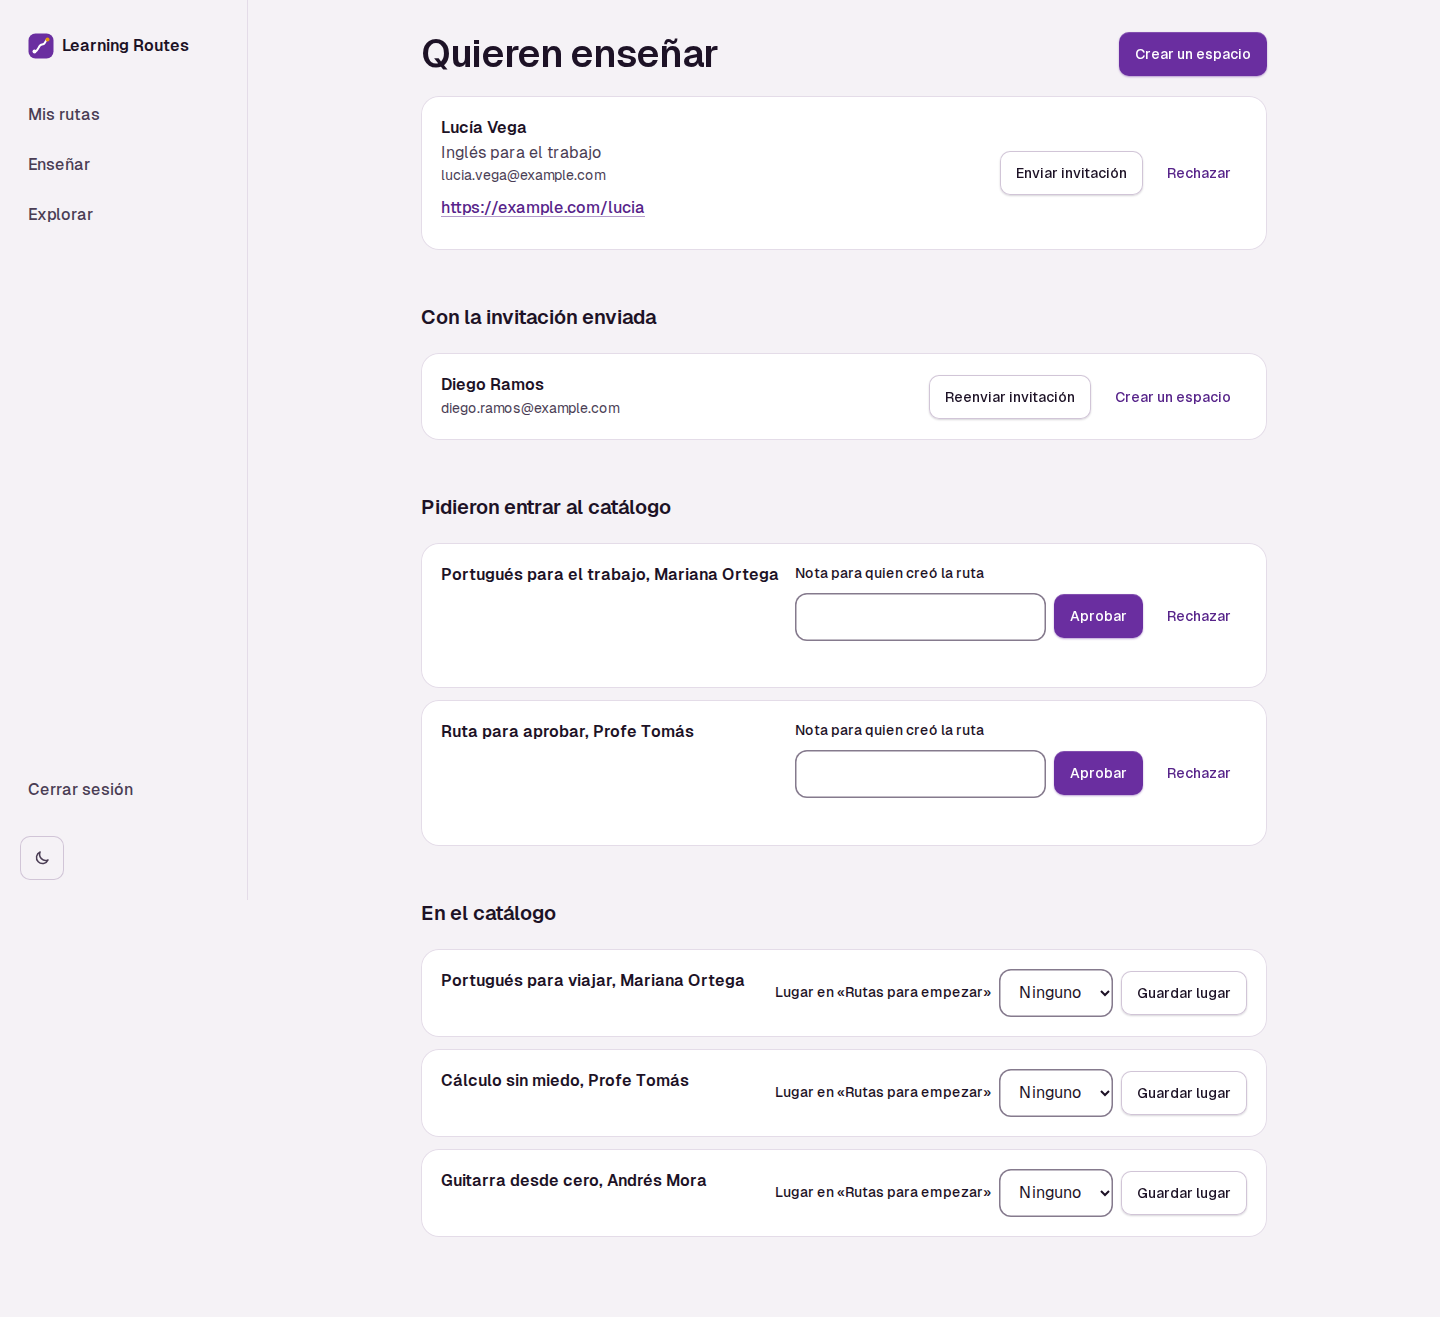 Learning Routes
Mis rutas
Enseñar
Explorar
Cerrar sesión
Quieren enseñar
Crear un espacio
Lucía Vega
Inglés para el trabajo
lucia.vega@example.com
https://example.com/lucia
Enviar invitación
Rechazar
Con la invitación enviada
Diego Ramos
diego.ramos@example.com
Reenviar invitación
Crear un espacio
Pidieron entrar al catálogo
Portugués para el trabajo, Mariana Ortega
Nota para quien creó la ruta
Aprobar
Rechazar
Ruta para aprobar, Profe Tomás
Nota para quien creó la ruta
Aprobar
Rechazar
En el catálogo
Portugués para viajar, Mariana Ortega
Lugar en «Rutas para empezar»
Ninguno
Guardar lugar
Cálculo sin miedo, Profe Tomás
Lugar en «Rutas para empezar»
Ninguno
Guardar lugar
Guitarra desde cero, Andrés Mora
Lugar en «Rutas para empezar»
Ninguno
Guardar lugar